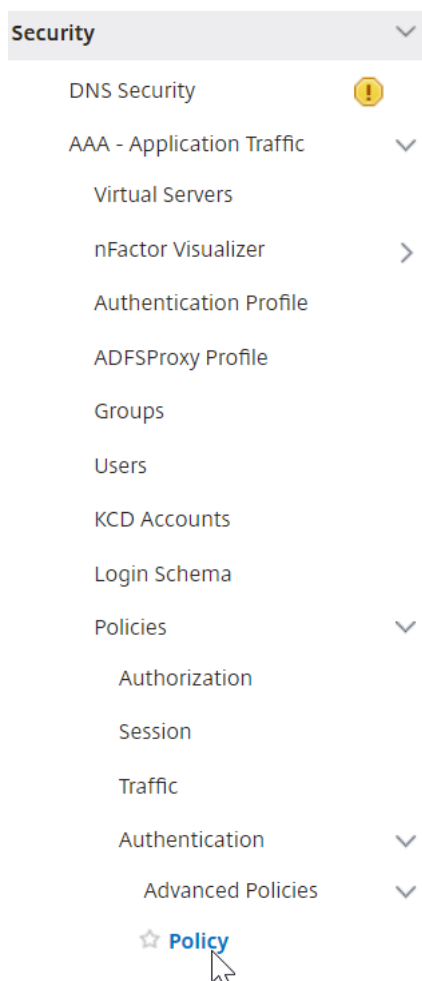 Security
DNS Security
AAA - Application Traffic
Virtual Servers
nFactor Visualizer
Authentication Profile
ADFSProxy Profile
Groups
Users
KCD Accounts
Login Schema
Policies
Authorization
Session
Traffic
Authentication
Advanced Policies
Policy